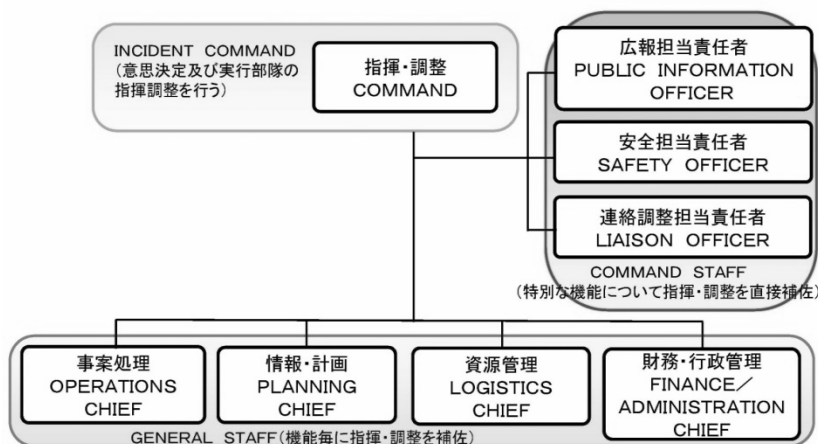 INCIDENT COMMAND
(意思決定及び実行部隊の
指揮調整を行う)
指揮・調整
COMMAND
広報担当責任者
PUBLIC INFORMATION
OFFICER
安全担当責任者
SAFETY OFFICER
連絡調整担当責任者
LIAISON OFFICER
COMMAND STAFF
(特別な機能について指揮・調整を直接補佐)
事案処理
OPERATIONS
CHIEF
情報・計画
PLANNING
CHIEF
資源管理
LOGISTICS
CHIEF
財務・行政管理
FINANCE/
ADMINISTRATION
CHIEF
GENERAL STAFF(機能毎に指揮・調整を補佐)